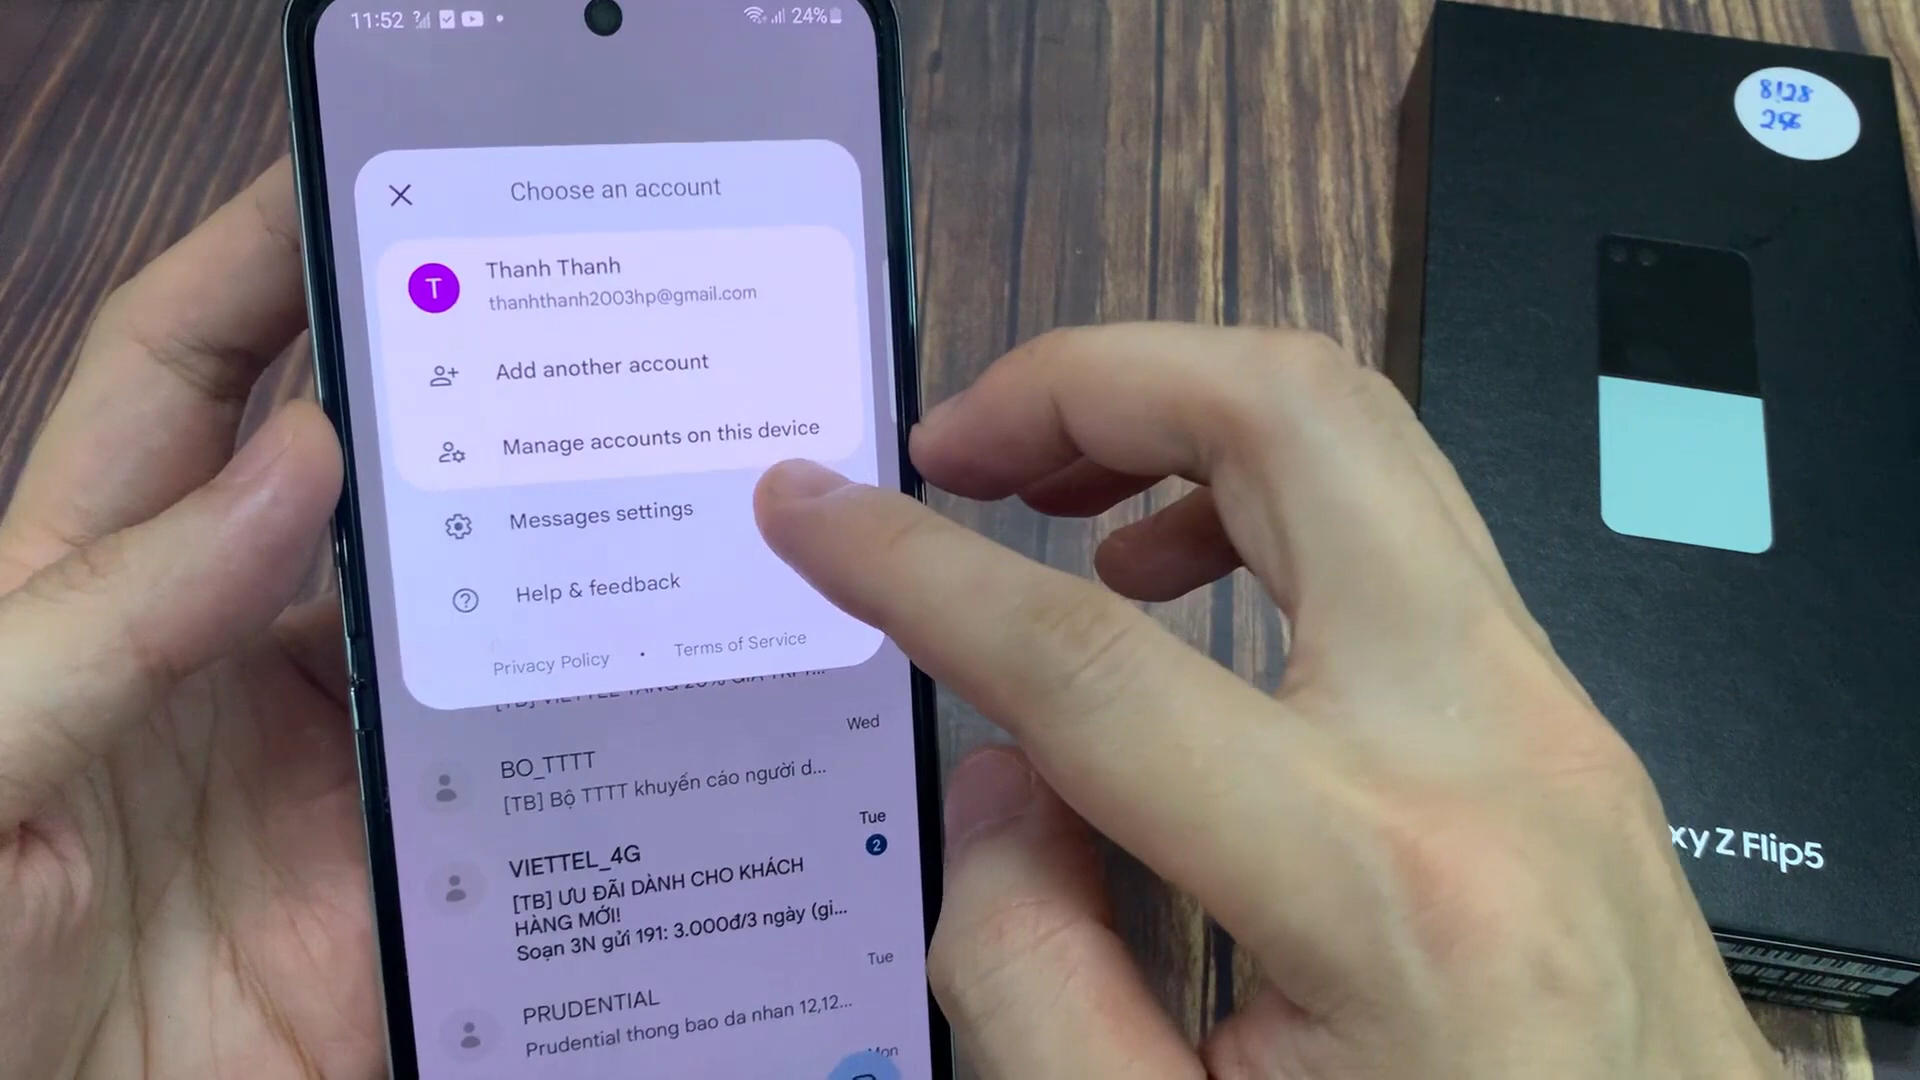 11:52
24%
Choose an account
T
Thanh Thanh
thanhthanh2003hp@gmail.com
Add another account
Manage accounts on this device
Messages settings
Help & feedback
Privacy Policy • Terms of Service
Wed
BO_TTTT
[TB] Bộ TTTT khuyến cáo người d...
Tue
VIETTEL_4G
2
[TB] ƯU ĐÃI DÀNH CHO KHÁCH
HÀNG MỚI!
Soạn 3N gửi 191: 3.000đ/3 ngày (gi...
Tue
PRUDENTIAL
Prudential thong bao da nhan 12,12...
Mon
256
xy Z Flip5